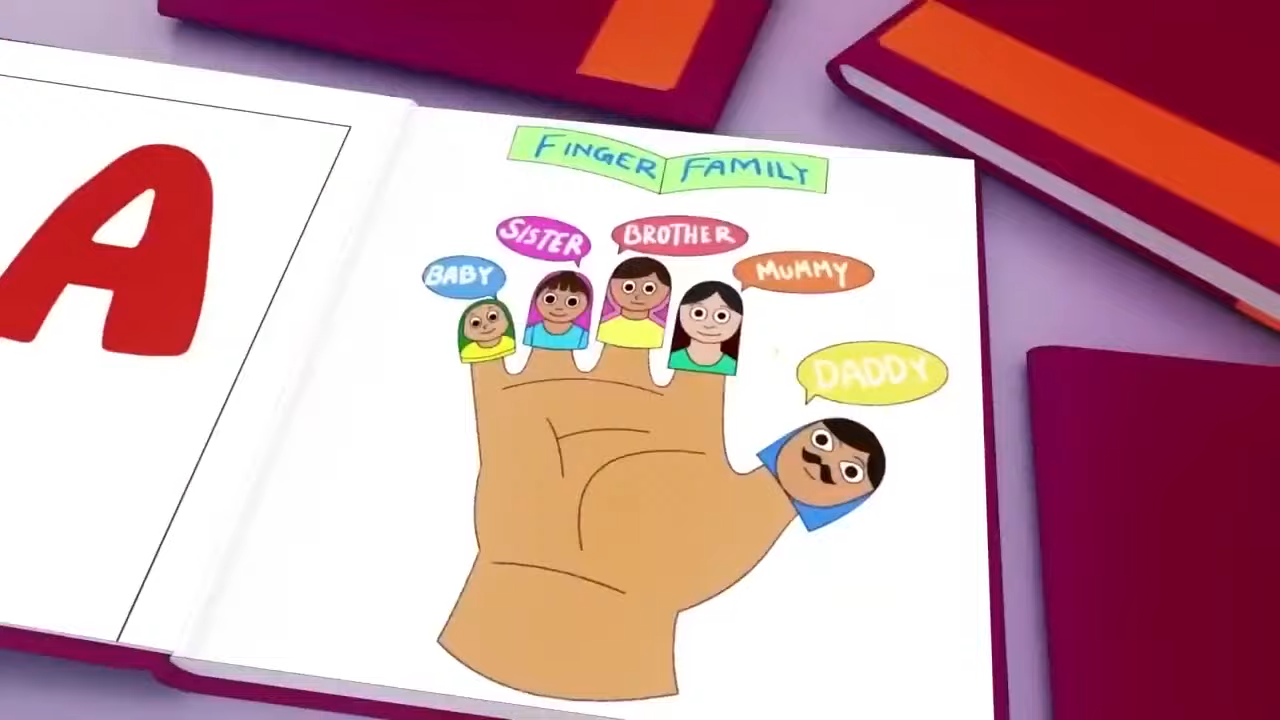 A
FINGER FAMILY
SISTER
BROTHER
BABY
MUMMY
DADDY